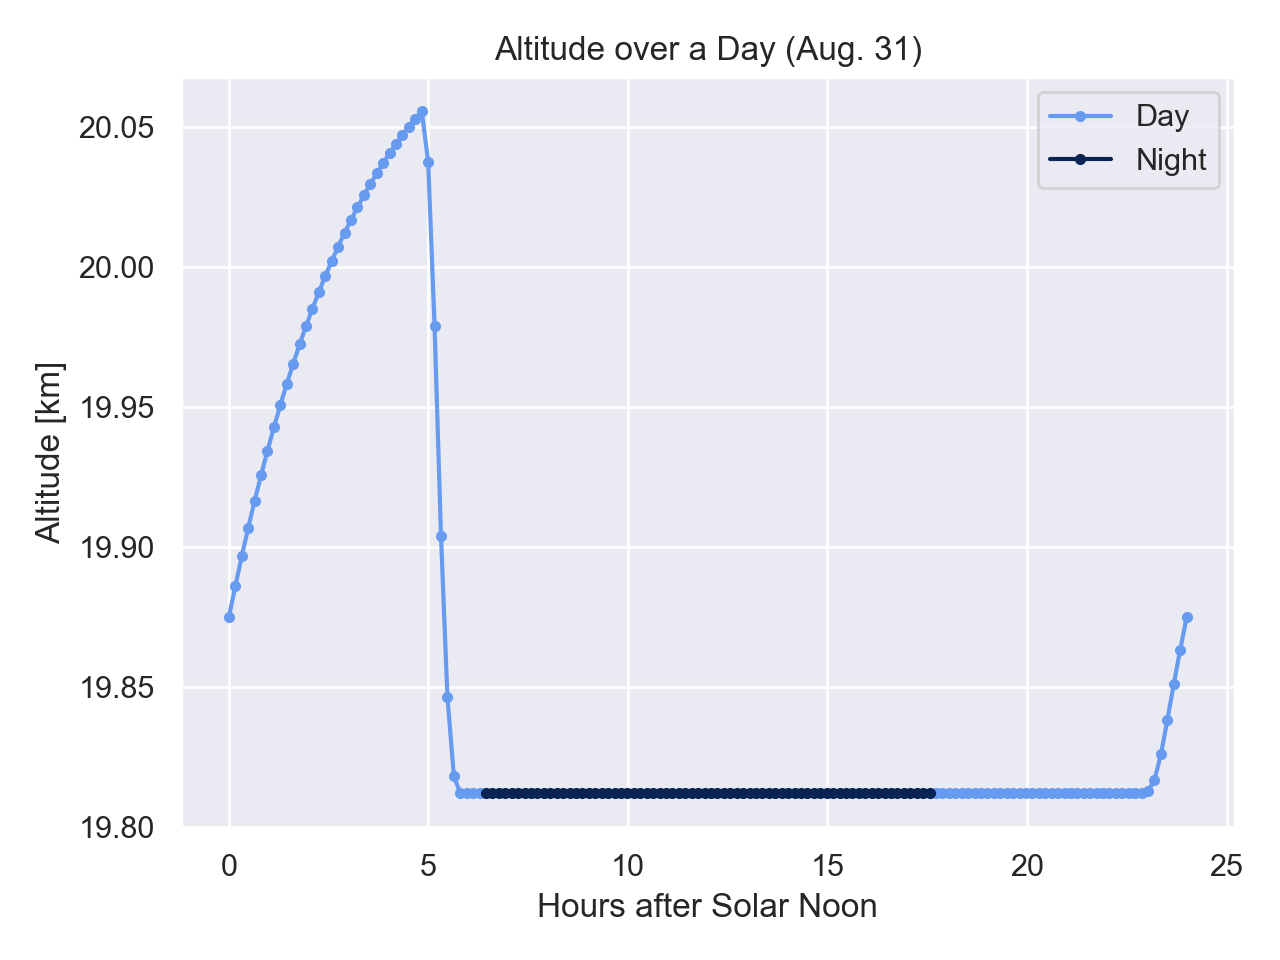 Altitude over a Day (Aug. 31)
Day
Night
20.05
20.00
19.95
19.90
19.85
19.80
Altitude [km]
0 5 10 15 20 25
Hours after Solar Noon